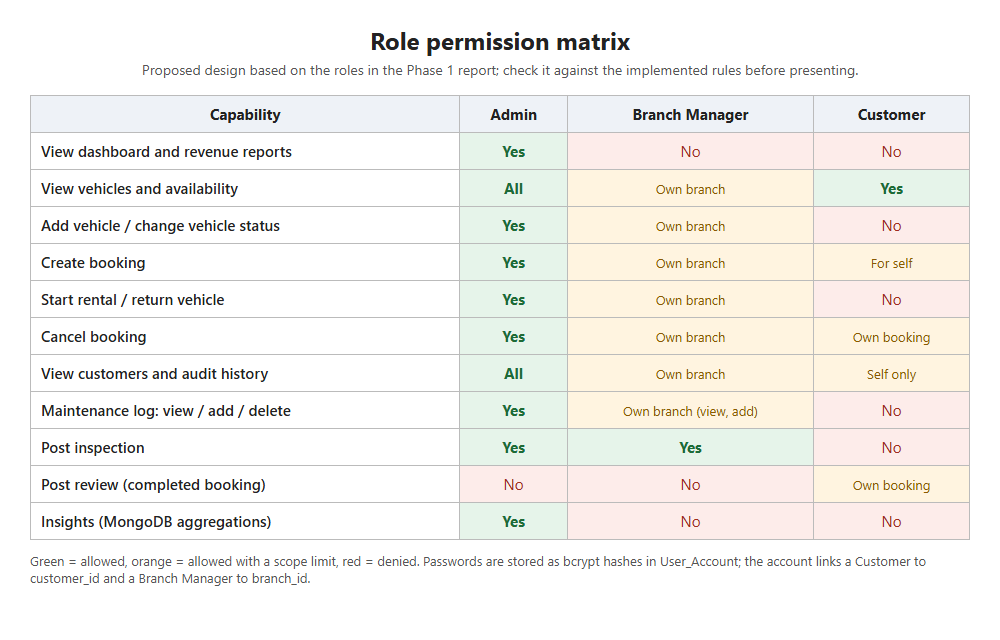 Role permission matrix
Proposed design based on the roles in the Phase 1 report; check it against the implemented rules before presenting.
Capability Admin Branch Manager Customer
View dashboard and revenue reports Yes No No
View vehicles and availability All Own branch Yes
Add vehicle / change vehicle status Yes Own branch No
Create booking Yes Own branch For self
Start rental / return vehicle Yes Own branch No
Cancel booking Yes Own branch Own booking
View customers and audit history All Own branch Self only
Maintenance log: view / add / delete Yes Own branch (view, add) No
Post inspection Yes Yes No
Post review (completed booking) No No Own booking
Insights (MongoDB aggregations) Yes No No
Green = allowed, orange = allowed with a scope limit, red = denied. Passwords are stored as bcrypt hashes in User_Account; the account links a Customer to
customer_id and a Branch Manager to branch_id.